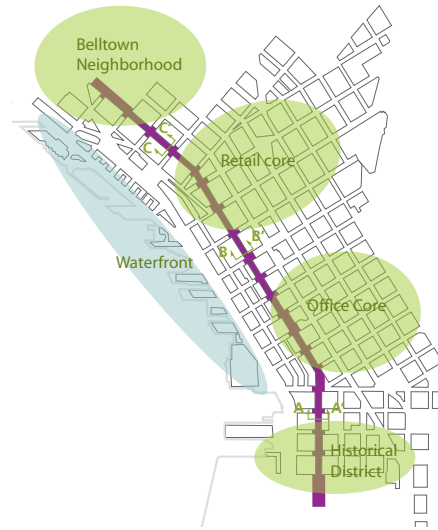 Belltown
Neighborhood
C'
C
Retail core
B'
B
Waterfront
Office Core
A A'
Historical
District